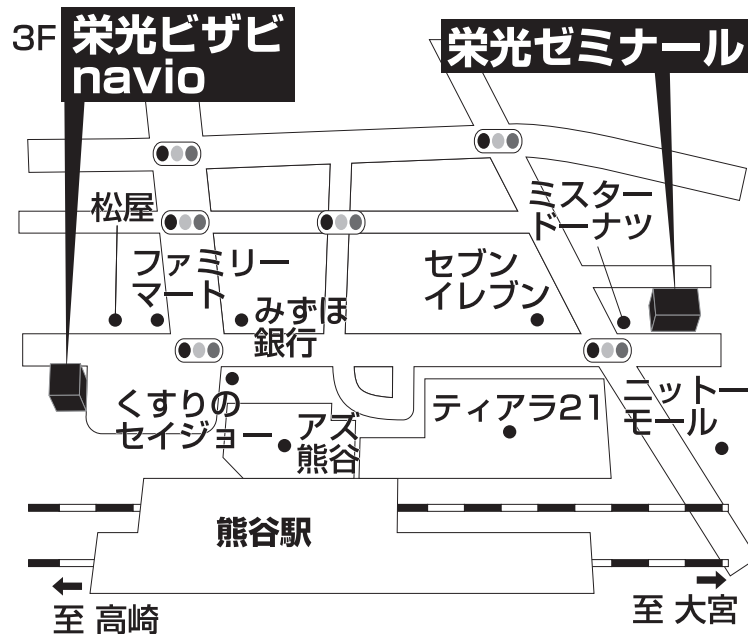 3F
栄光ビザビ
navio
栄光ゼミナール
松屋
ミスター
ドーナツ
ファミリー
マート
セブン
イレブン
みずほ
銀行
くすりの
セイジョー
アズ
熊谷
ティアラ21
ニットー
モール
熊谷駅
至 高崎
至 大宮